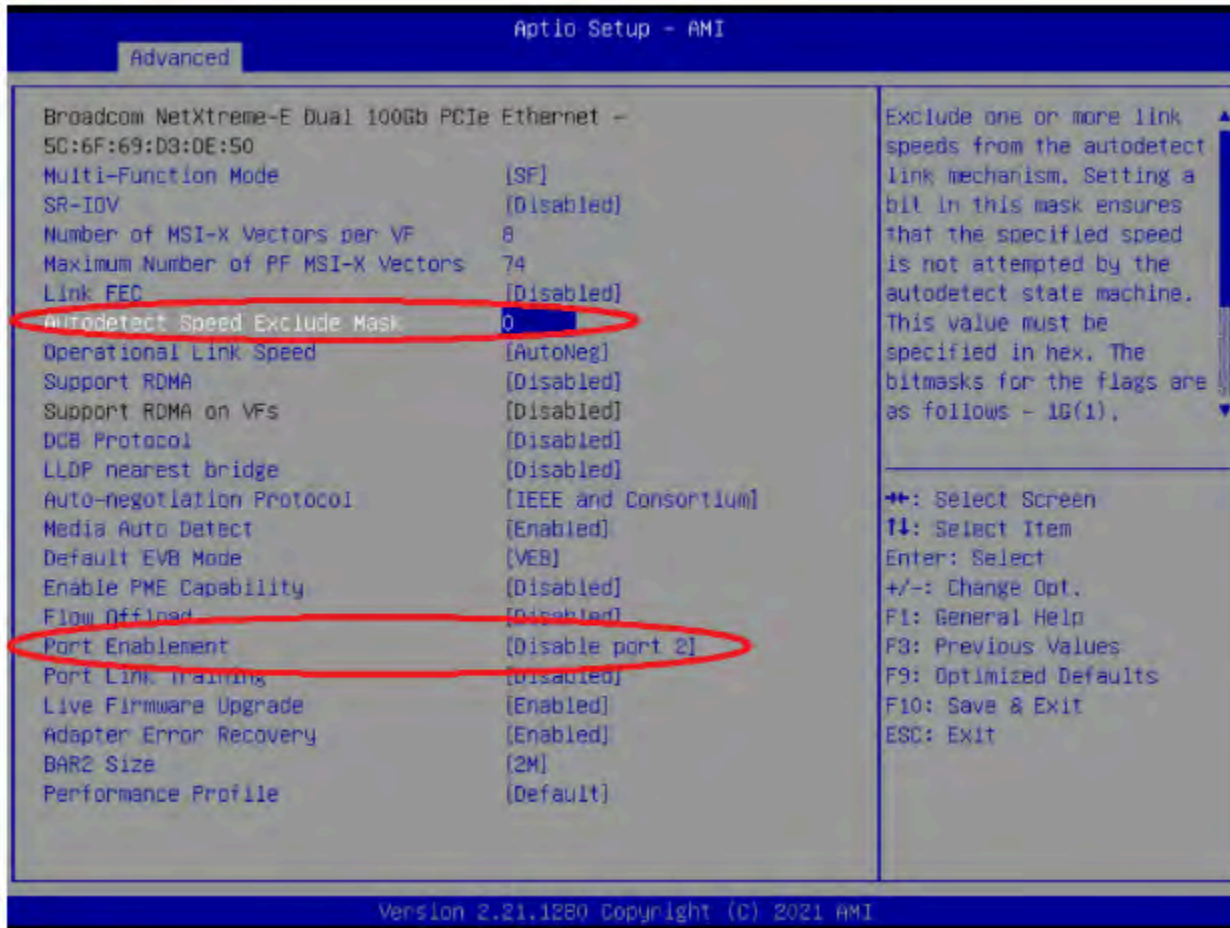 Aptio Setup - AMI
Advanced
Broadcom NetXtreme-E Dual 100Gb PCIe Ethernet -
5C:6F:69:D3:DE:50
Multi-Function Mode [SF]
SR-IOV [Disabled]
Number of MSI-X Vectors per VF 8
Maximum Number of PF MSI-X Vectors 74
Link FEC [Disabled]
Autodetect Speed Exclude Mask 0
Operational Link Speed [AutoNeg]
Support RDMA [Disabled]
Support RDMA on VFs [Disabled]
DCB Protocol [Disabled]
LLDP nearest bridge [Disabled]
Auto-negotiation Protocol [IEEE and Consortium]
Media Auto Detect [Enabled]
Default EVB Mode [VEB]
Enable PME Capability [Disabled]
Flow Offload [Disabled]
Port Enablement [Disable port 2]
Port Link Training [Disabled]
Live Firmware Upgrade [Enabled]
Adapter Error Recovery [Enabled]
BAR2 Size [2M]
Performance Profile [Default]
Exclude one or more link
speeds from the autodetect
link mechanism. Setting a
bit in this mask ensures
that the specified speed
is not attempted by the
autodetect state machine.
This value must be
specified in hex. The
bitmasks for the flags are
as follows - 1G(1),
→←: Select Screen
↑↓: Select Item
Enter: Select
+/-: Change Opt.
F1: General Help
F3: Previous Values
F9: Optimized Defaults
F10: Save & Exit
ESC: Exit
Version 2.21.1280 Copyright (C) 2021 AMI